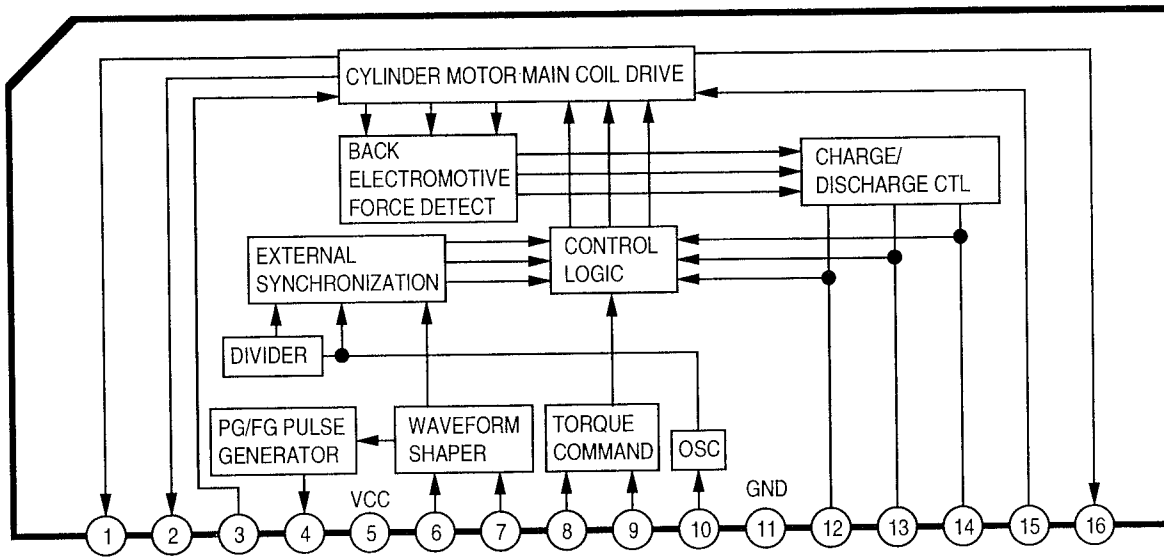 CYLINDER MOTOR MAIN COIL DRIVE
BACK
ELECTROMOTIVE
FORCE DETECT
CHARGE/
DISCHARGE CTL
EXTERNAL
SYNCHRONIZATION
CONTROL
LOGIC
DIVIDER
PG/FG PULSE
GENERATOR
WAVEFORM
SHAPER
TORQUE
COMMAND
OSC
VCC
GND
1 2 3 4 5 6 7 8 9 10 11 12 13 14 15 16